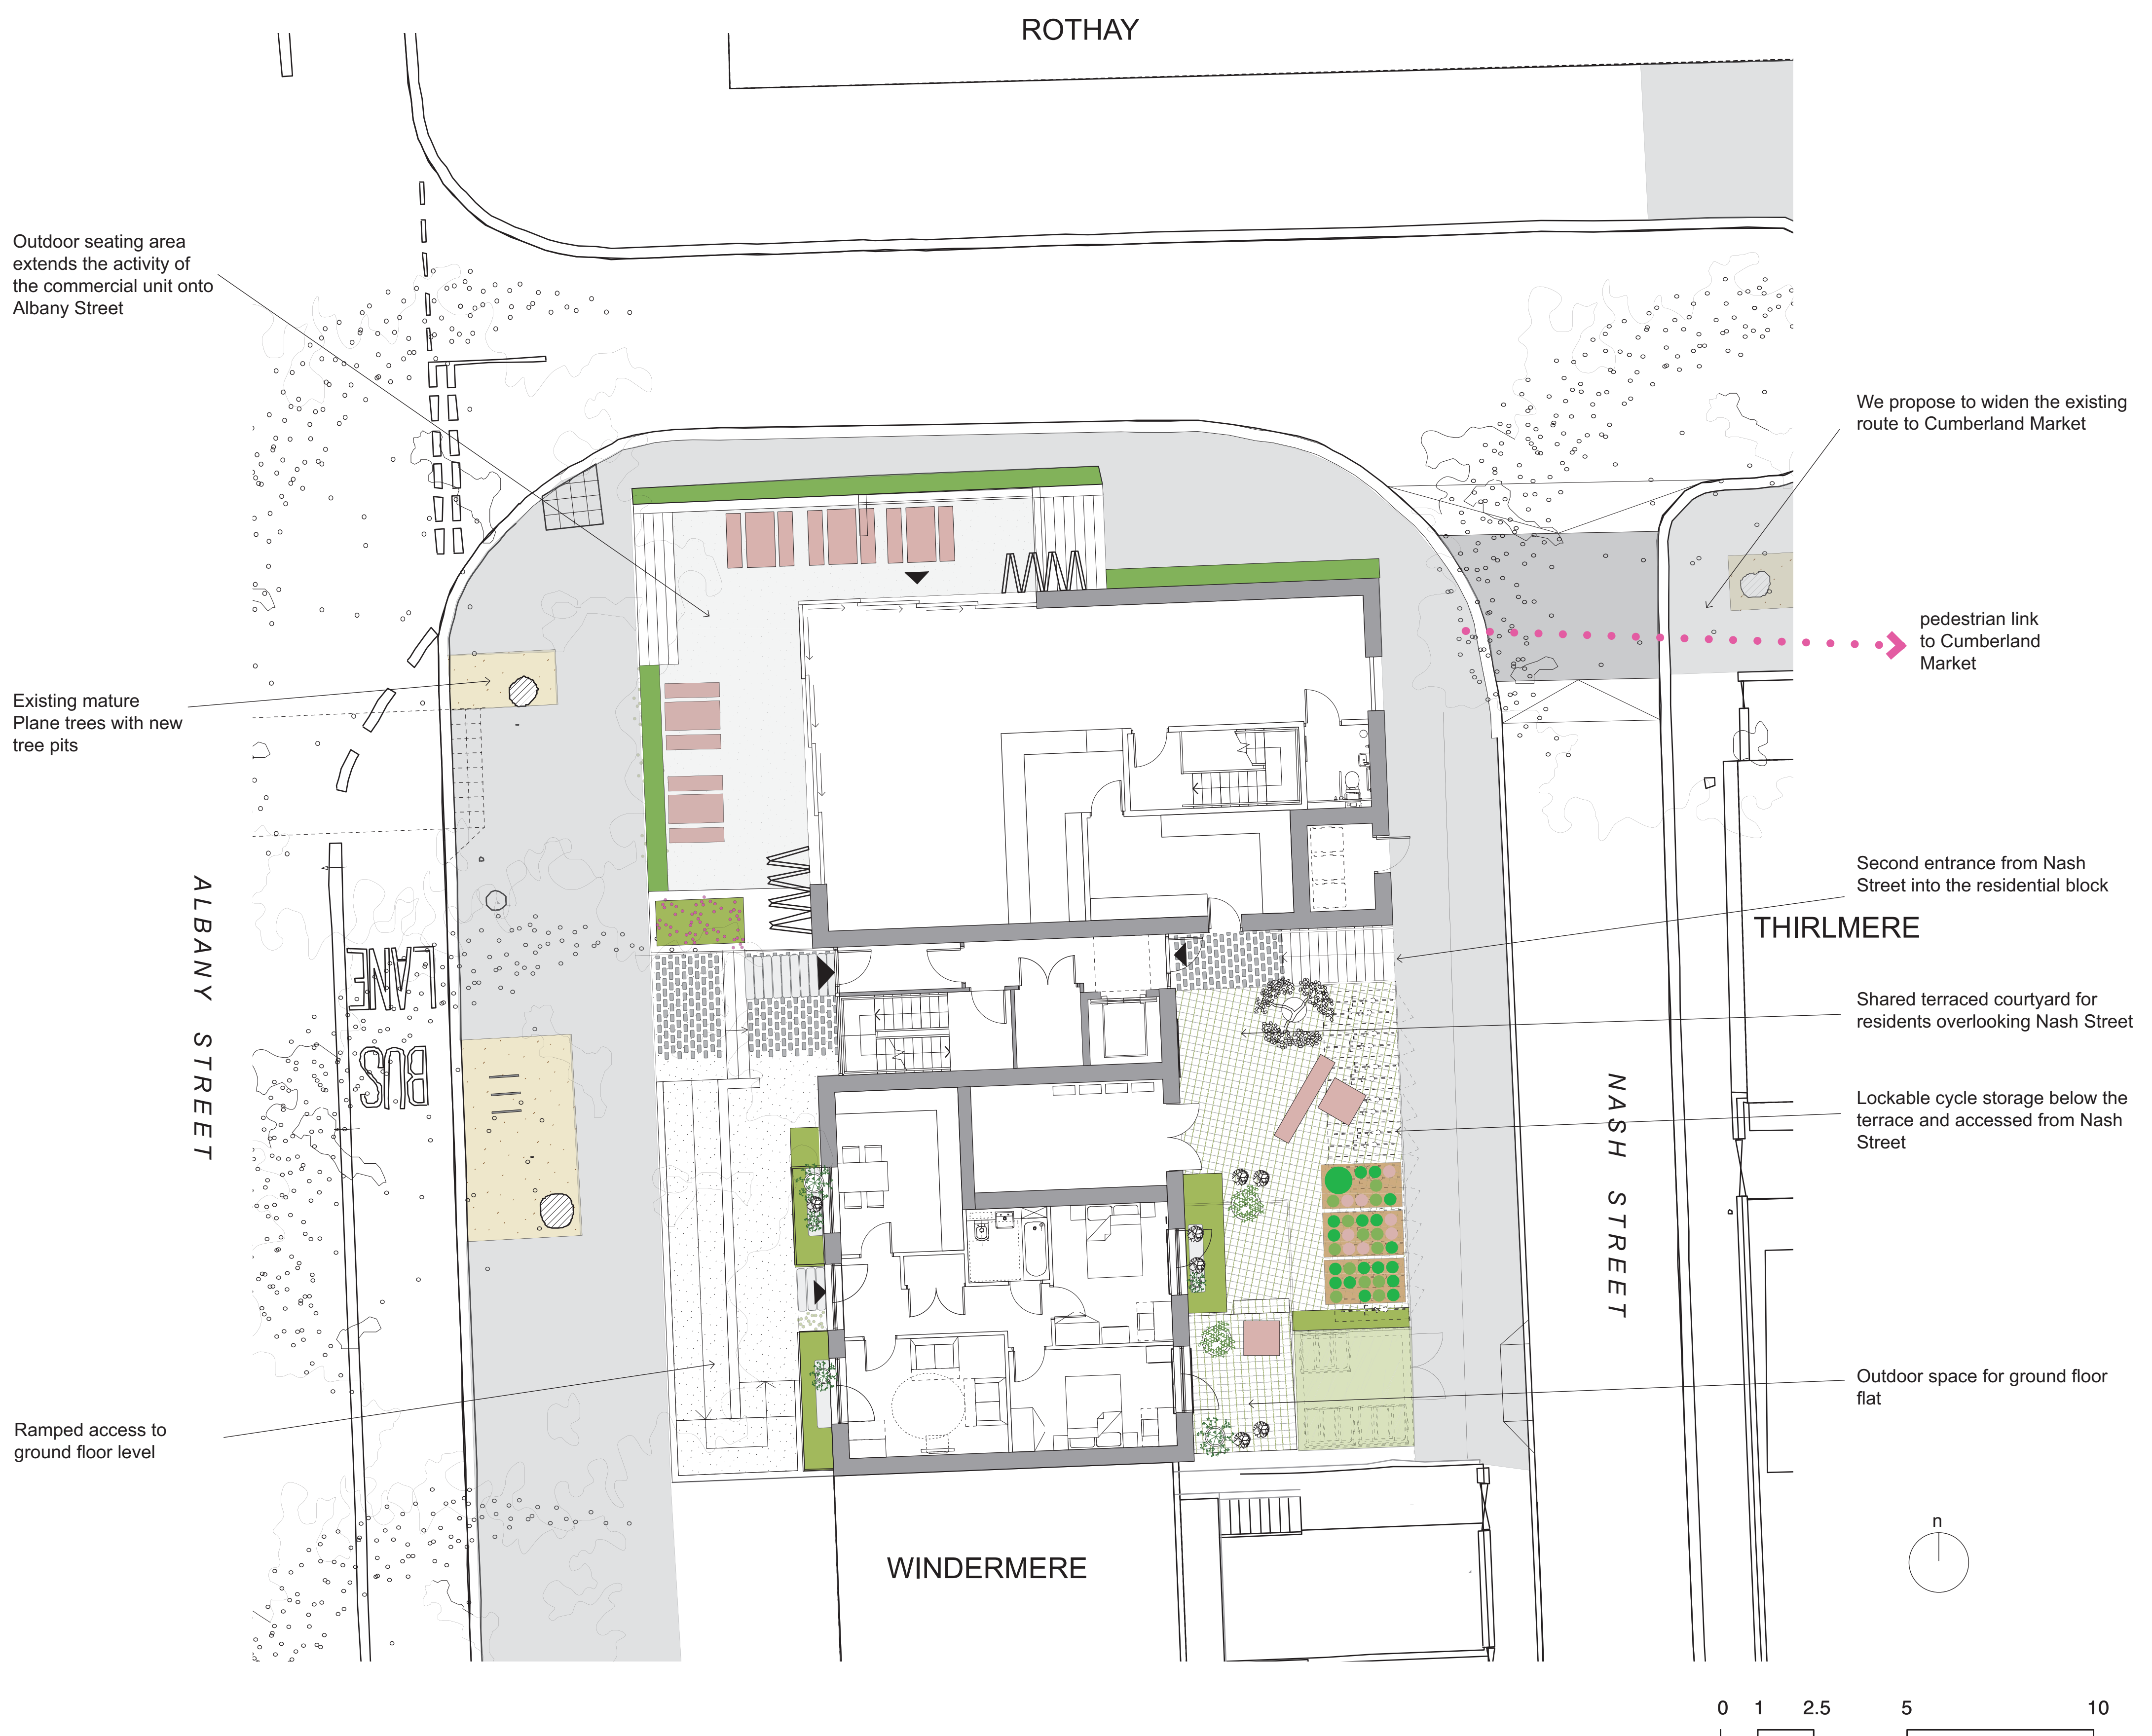 ROTHAY
Outdoor seating area
extends the activity of
the commercial unit onto
Albany Street
We propose to widen the existing
route to Cumberland Market
pedestrian link
to Cumberland
Market
Existing mature
Plane trees with new
tree pits
Second entrance from Nash
Street into the residential block
THIRLMERE
ALBANY STREET
LANE
BUS
Shared terraced courtyard for
residents overlooking Nash Street
Lockable cycle storage below the
terrace and accessed from Nash
Street
NASH STREET
Outdoor space for ground floor
flat
Ramped access to
ground floor level
WINDERMERE
n
0 1 2.5 5 10